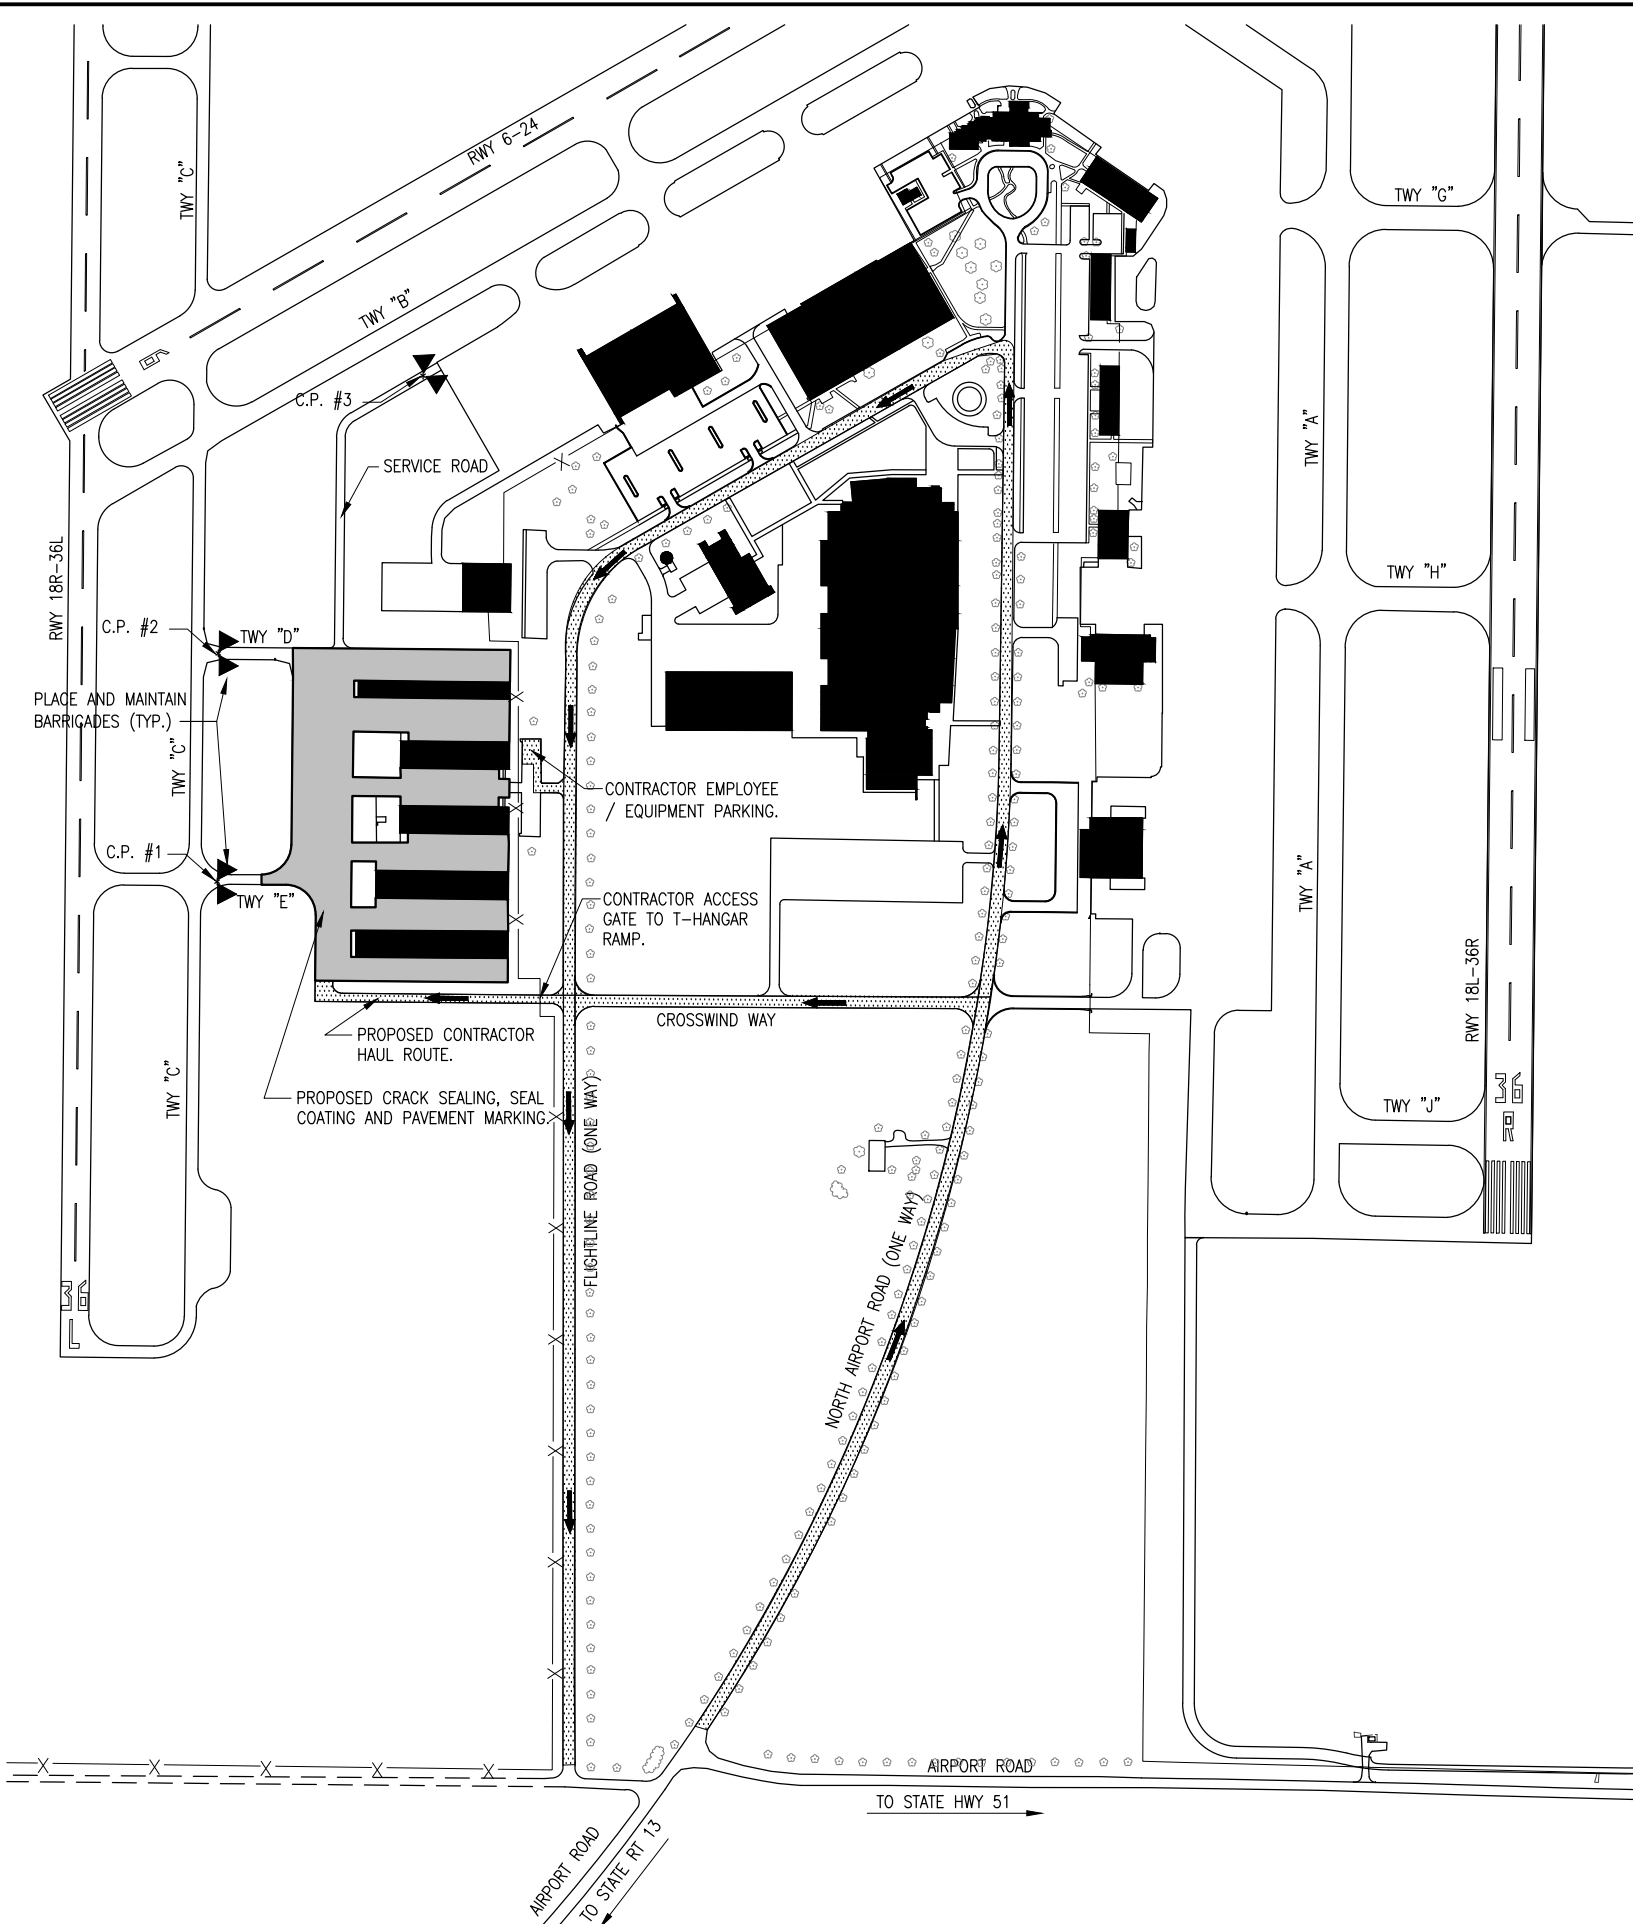 RWY 6-24
TWY "C"
TWY "G"
TWY "B"
6
C.P. #3
SERVICE ROAD
TWY "A"
RWY 18R-36L
TWY "H"
C.P. #2
TWY "D"
PLACE AND MAINTAIN
BARRICADES (TYP.)
TWY "C"
CONTRACTOR EMPLOYEE
/ EQUIPMENT PARKING.
C.P. #1
TWY "E"
CONTRACTOR ACCESS
GATE TO T-HANGAR
RAMP.
TWY "A"
RWY 18L-36R
CROSSWIND WAY
PROPOSED CONTRACTOR
HAUL ROUTE.
PROPOSED CRACK SEALING, SEAL
COATING AND PAVEMENT MARKING.
TWY "C"
FLIGHTLINE ROAD (ONE WAY)
TWY "J"
36
R
NORTH AIRPORT ROAD (ONE WAY)
36
L
AIRPORT ROAD
TO STATE HWY 51
AIRPORT ROAD
TO STATE RT 13